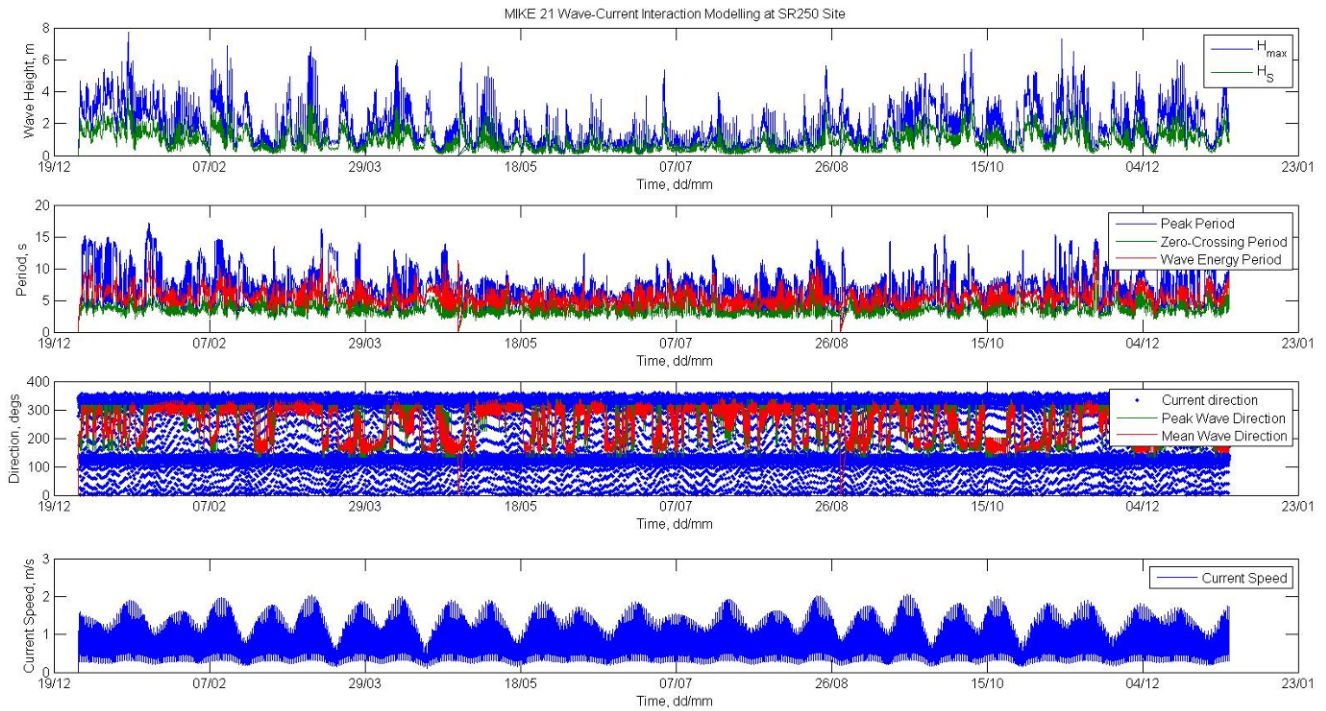 MIKE 21 Wave-Current Interaction Modelling at SR250 Site
Wave Height, m
8
6
4
2
0
H_max
H_S
19/12 07/02 29/03 18/05 07/07 26/08 15/10 04/12 23/01
Time, dd/mm
Period, s
20
15
10
5
0
Peak Period
Zero-Crossing Period
Wave Energy Period
19/12 07/02 29/03 18/05 07/07 26/08 15/10 04/12 23/01
Time, dd/mm
Direction, degs
400
300
200
100
0
Current direction
Peak Wave Direction
Mean Wave Direction
19/12 07/02 29/03 18/05 07/07 26/08 15/10 04/12 23/01
Time, dd/mm
Current Speed, m/s
3
2
1
0
Current Speed
19/12 07/02 29/03 18/05 07/07 26/08 15/10 04/12 23/01
Time, dd/mm